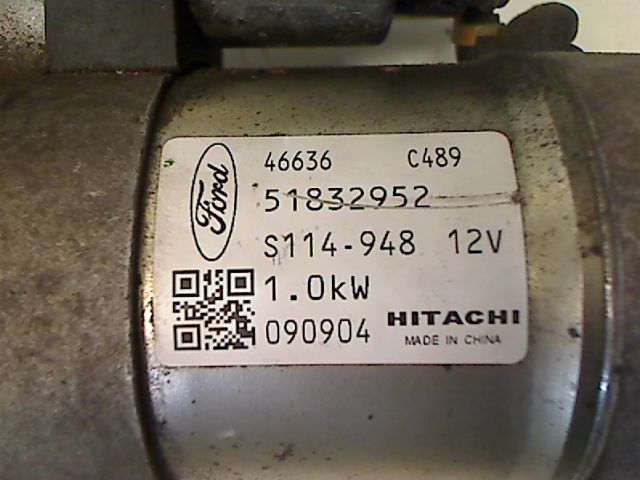 Ford
46636 C489
51832952
S114-948 12V
1.0kW
090904 HITACHI
MADE IN CHINA